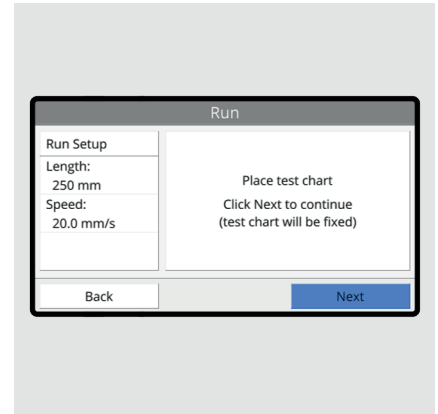 Run
Run Setup
Length:
250 mm
Speed:
20.0 mm/s
Place test chart
Click Next to continue
(test chart will be fixed)
Back
Next